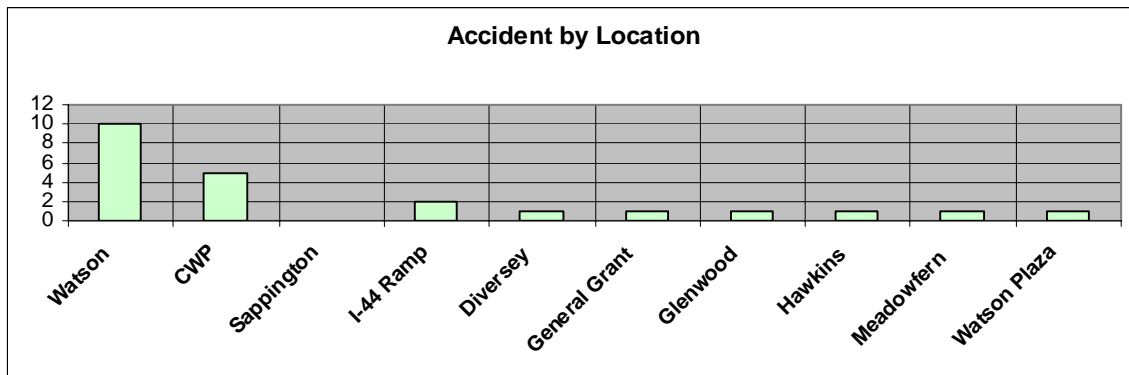 Accident by Location
12
10
8
6
4
2
0
Watson
CWP
Sappington
I-44 Ramp
Diversey
General Grant
Glenwood
Hawkins
Meadowfern
Watson Plaza